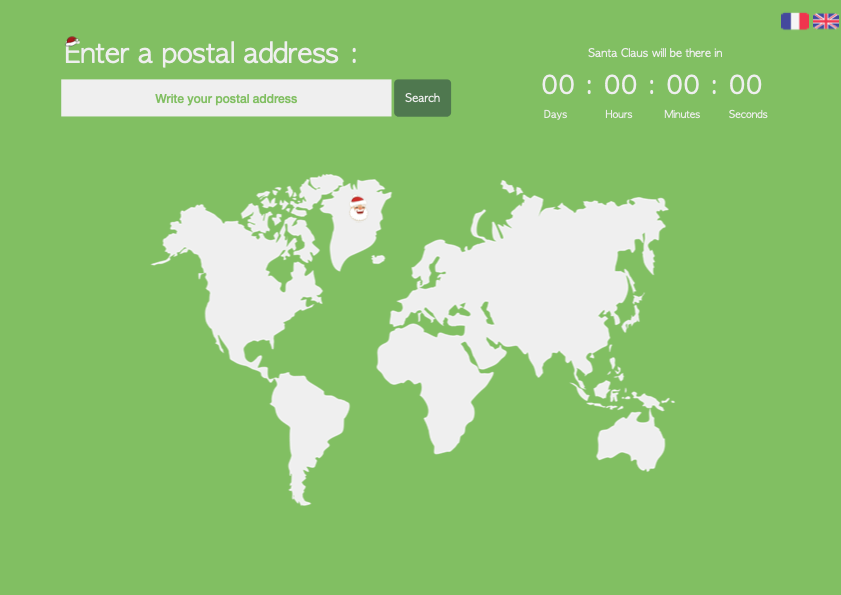 Enter a postal address :
Write your postal address
Search
Santa Claus will be there in
00 : 00 : 00 : 00
Days Hours Minutes Seconds